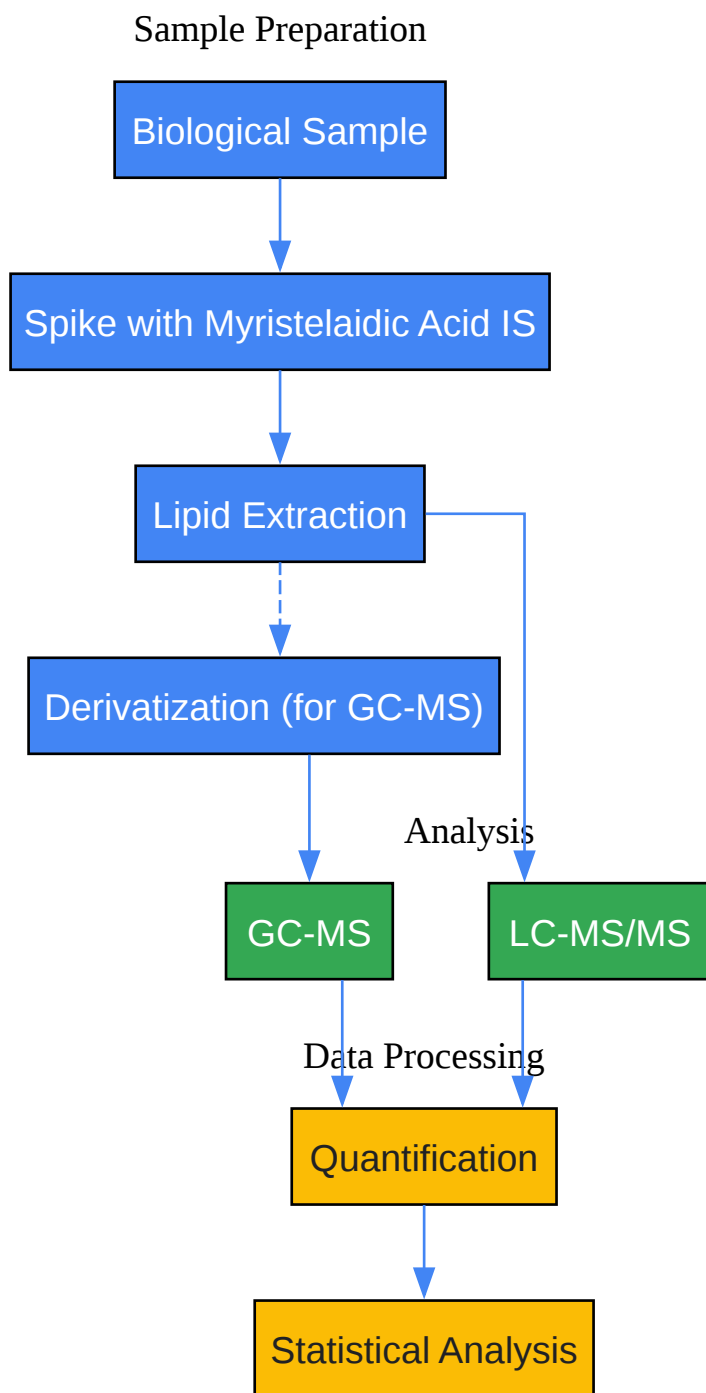 Sample Preparation
Biological Sample
Spike with Myristelaidic Acid IS
Lipid Extraction
Derivatization (for GC-MS)
Analysis
GC-MS
LC-MS/MS
Data Processing
Quantification
Statistical Analysis